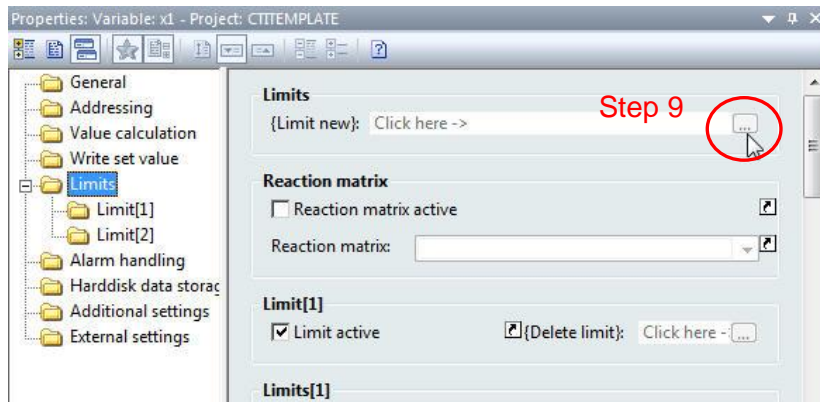 Properties: Variable: x1 - Project: CTITEMPLATE
General
Addressing
Value calculation
Write set value
Limits
Limit[1]
Limit[2]
Alarm handling
Harddisk data storag
Additional settings
External settings
Limits
Step 9
{Limit new}: Click here -> ...
Reaction matrix
Reaction matrix active
Reaction matrix:
Limit[1]
Limit active {Delete limit}: Click here - ...
Limits[1]